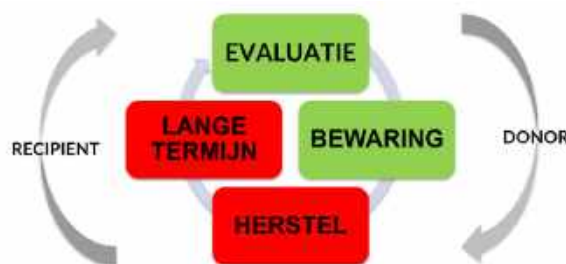 EVALUATIE
RECIPIENT
LANGE
TERMIJN
BEWARING
DONOR
HERSTEL